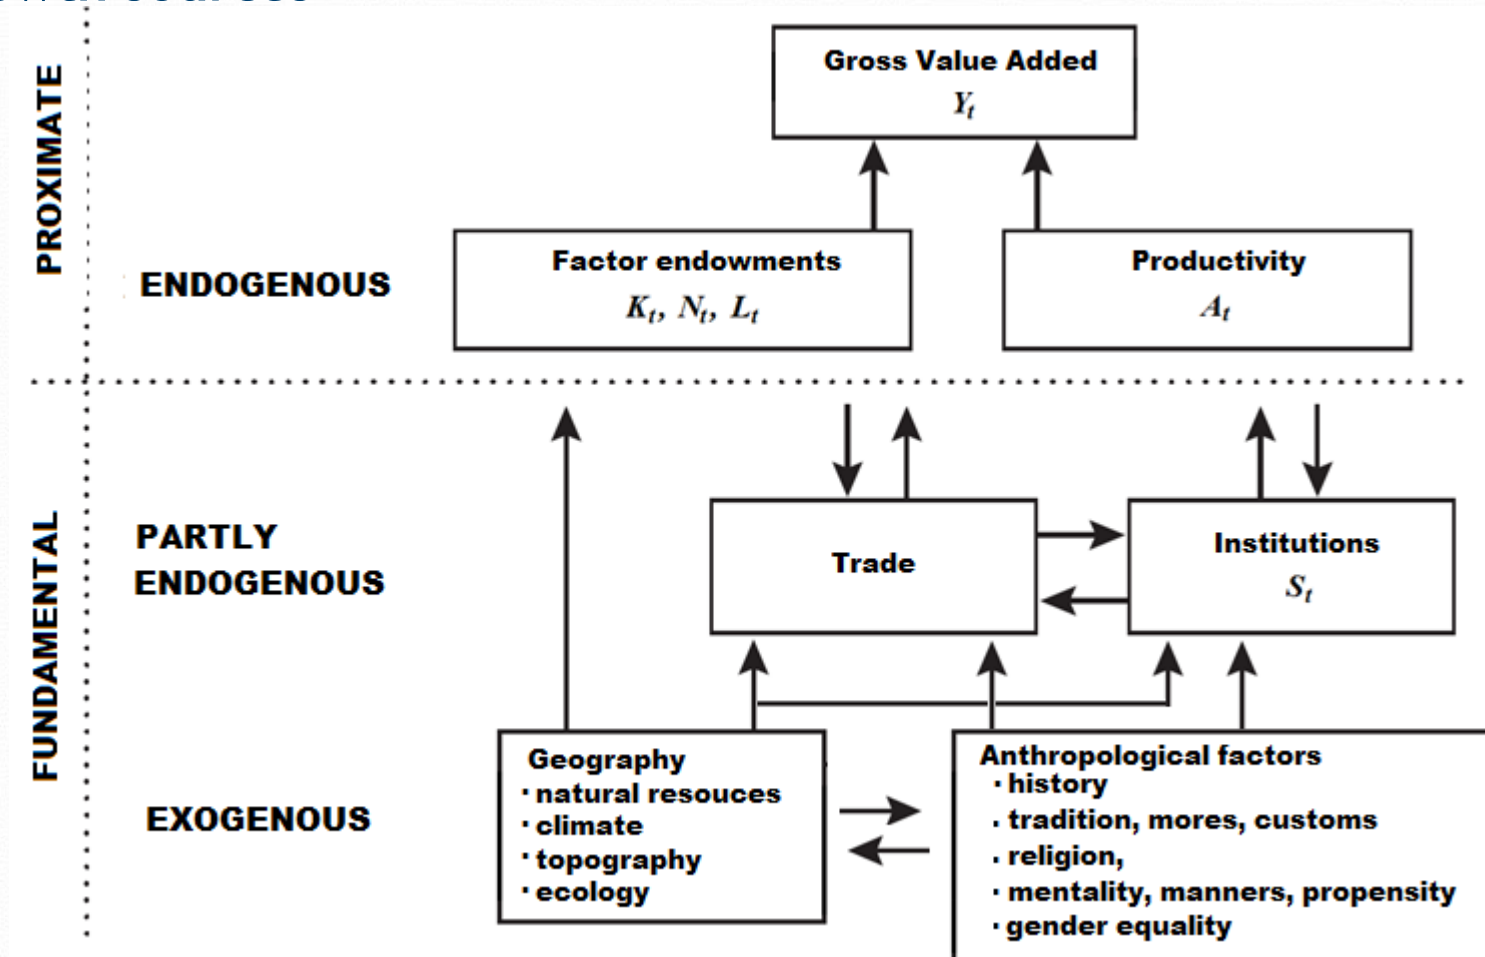 PROXIMATE
Gross Value Added
Yt
ENDOGENOUS
Factor endowments
Kt, Nt, Lt
Productivity
At
FUNDAMENTAL
PARTLY
ENDOGENOUS
Trade
Institutions
St
EXOGENOUS
Geography
· natural resouces
· climate
· topography
· ecology
Anthropological factors
· history
. tradition, mores, customs
. religion,
· mentality, manners, propensity
· gender equality